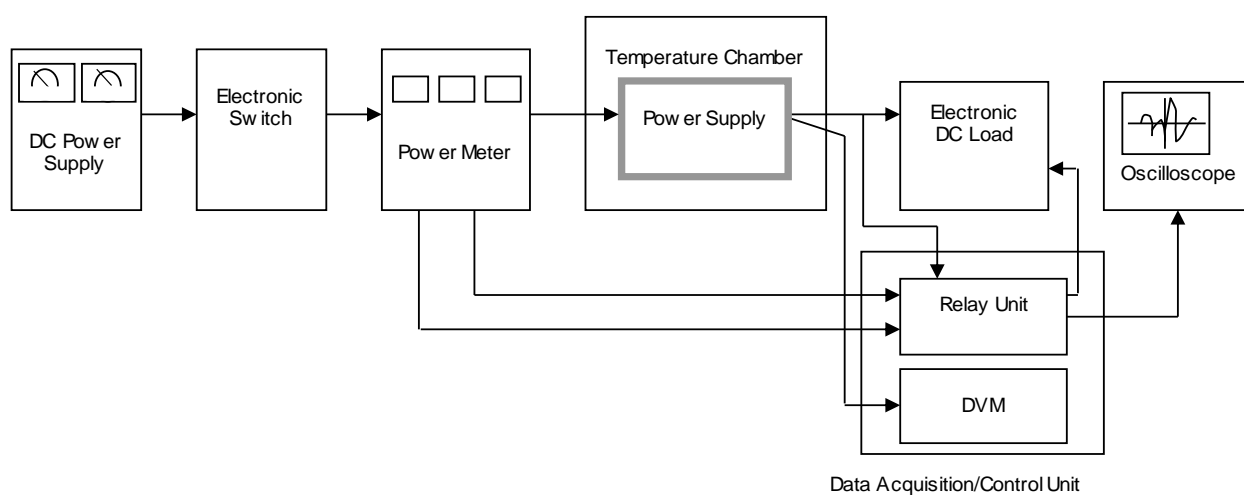 DC Power
Supply
Electronic
Switch
Power Meter
Temperature Chamber
Power Supply
Electronic
DC Load
Oscilloscope
Relay Unit
DVM
Data Acquisition/Control Unit